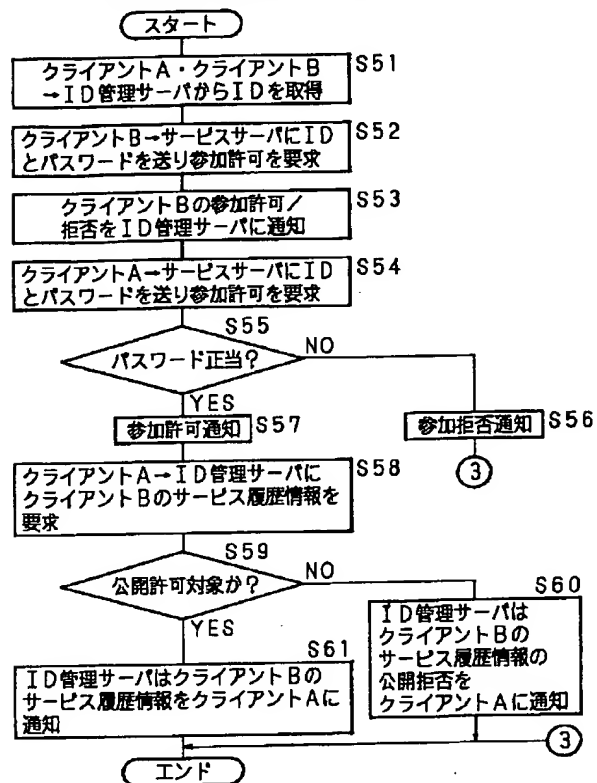 スタート
クライアントA・クライアントB
→ID管理サーバからIDを取得
S51
クライアントB→サービスサーバにID
とパスワードを送り参加許可を要求
S52
クライアントBの参加許可/
拒否をID管理サーバに通知
S53
クライアントA→サービスサーバにID
とパスワードを送り参加許可を要求
S54
S55
パスワード正当?
NO
YES
参加許可通知
S57
参加拒否通知
S56
3
クライアントA→ID管理サーバに
クライアントBのサービス履歴情報を
要求
S58
S59
公開許可対象か?
NO
YES
S60
ID管理サーバは
クライアントBの
サービス履歴情報の
公開拒否を
クライアントAに通知
S61
ID管理サーバはクライアントBの
サービス履歴情報をクライアントAに
通知
3
エンド